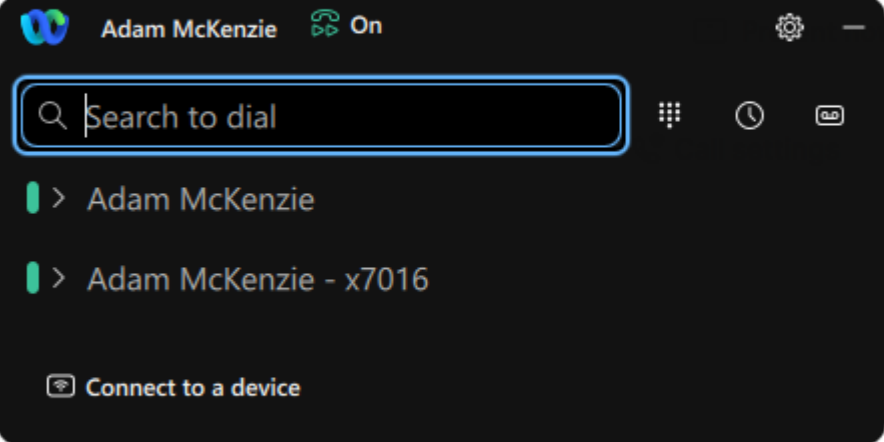 Adam McKenzie On
Search to dial
Adam McKenzie
Adam McKenzie - x7016
Connect to a device